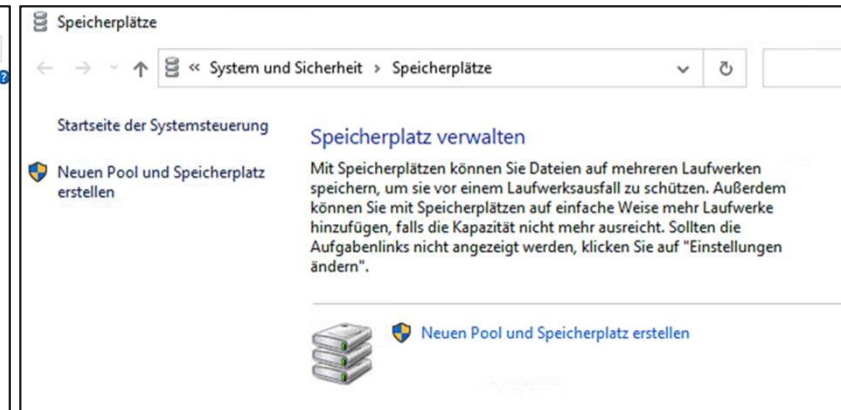 Speicherplätze
« System und Sicherheit › Speicherplätze
Startseite der Systemsteuerung
Neuen Pool und Speicherplatz
erstellen
Speicherplatz verwalten
Mit Speicherplätzen können Sie Dateien auf mehreren Laufwerken
speichern, um sie vor einem Laufwerksausfall zu schützen. Außerdem
können Sie mit Speicherplätzen auf einfache Weise mehr Laufwerke
hinzufügen, falls die Kapazität nicht mehr ausreicht. Sollten die
Aufgabenlinks nicht angezeigt werden, klicken Sie auf "Einstellungen
ändern".
Neuen Pool und Speicherplatz erstellen